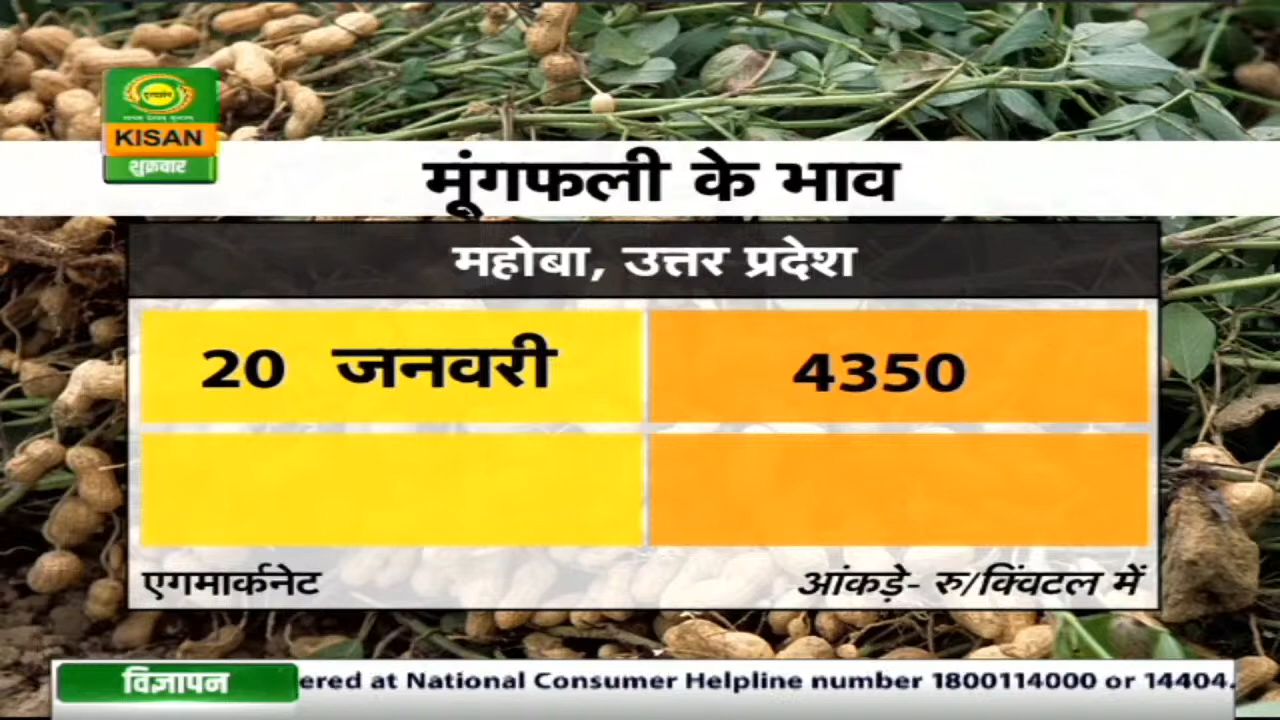 KISAN
शुक्रवार
मूंगफली के भाव
महोबा, उत्तर प्रदेश
20 जनवरी 4350
एगमार्कनेट
आंकड़े- रु/क्विंटल में
विज्ञापन
ered at National Consumer Helpline number 1800114000 or 14404.